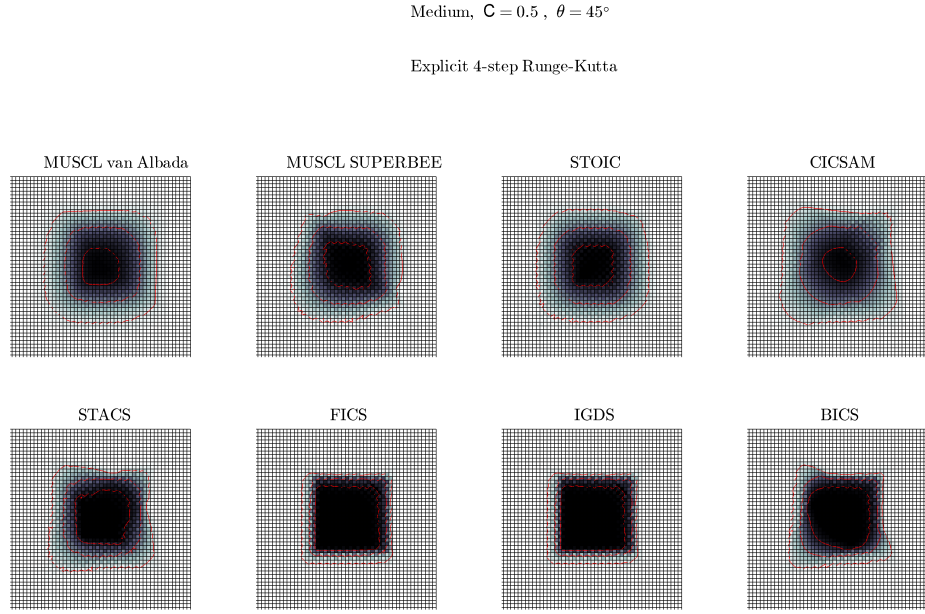 Medium, C = 0.5 , θ = 45°
Explicit 4-step Runge-Kutta
MUSCL van Albada
MUSCL SUPERBEE
STOIC
CICSAM
STACS
FICS
IGDS
BICS